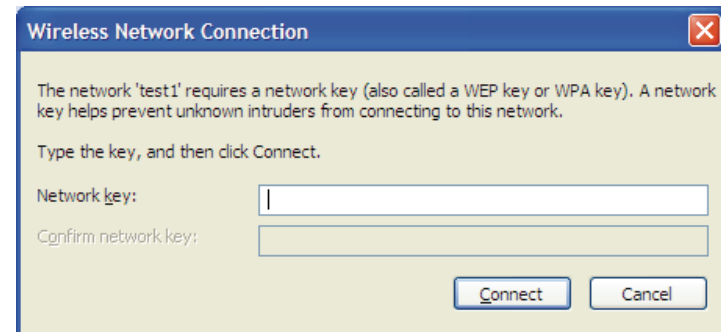 Wireless Network Connection
The network 'test1' requires a network key (also called a WEP key or WPA key). A network
key helps prevent unknown intruders from connecting to this network.
Type the key, and then click Connect.
Network key:
Confirm network key:
Connect Cancel